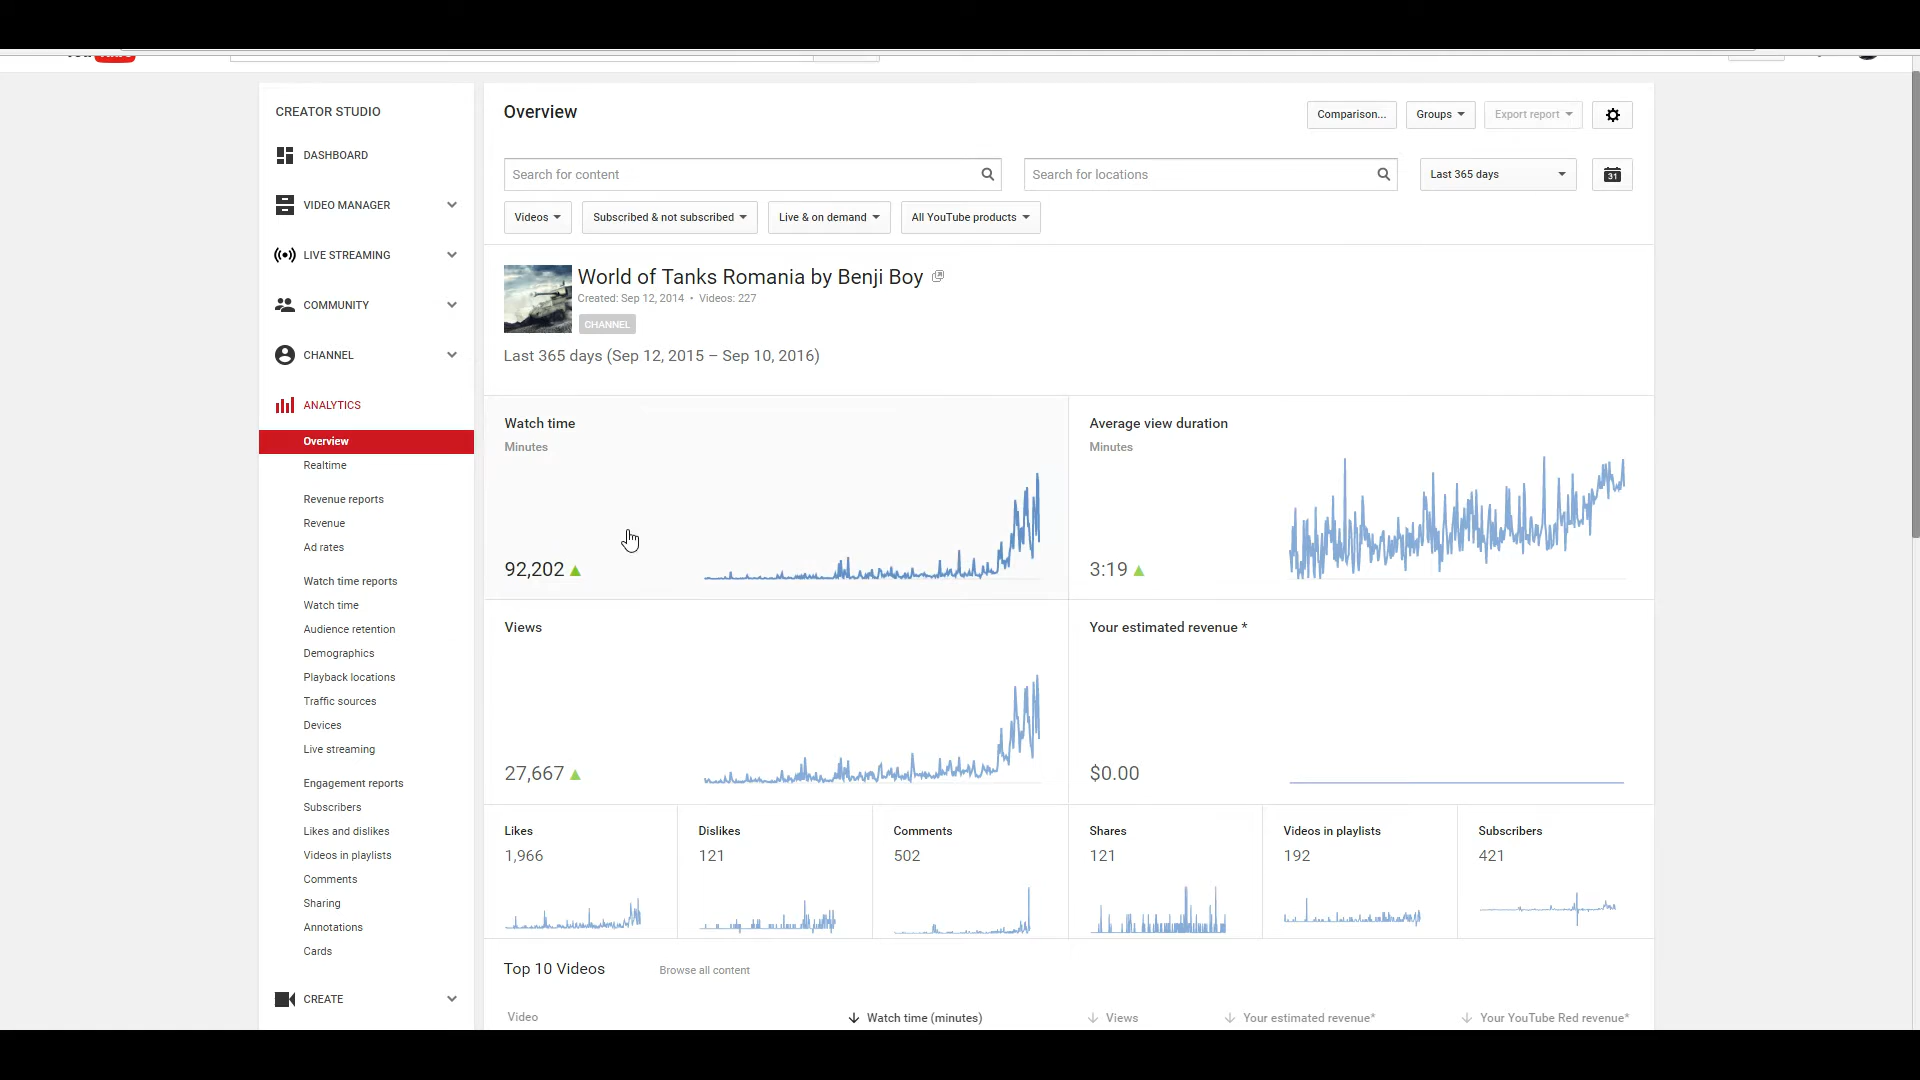 CREATOR STUDIO
DASHBOARD
VIDEO MANAGER
LIVE STREAMING
COMMUNITY
CHANNEL
ANALYTICS
Overview
Realtime
Revenue reports
Revenue
Ad rates
Watch time reports
Watch time
Audience retention
Demographics
Playback locations
Traffic sources
Devices
Live streaming
Engagement reports
Subscribers
Likes and dislikes
Videos in playlists
Comments
Sharing
Annotations
Cards
CREATE
Overview
Comparison... Groups Export report
Search for content Search for locations Last 365 days 31
Videos Subscribed & not subscribed Live & on demand All YouTube products
World of Tanks Romania by Benji Boy
Created: Sep 12, 2014 • Videos: 227
CHANNEL
Last 365 days (Sep 12, 2015 – Sep 10, 2016)
Watch time
Minutes
92,202
Average view duration
Minutes
3:19
Views
27,667
Your estimated revenue *
$0.00
Likes
1,966
Dislikes
121
Comments
502
Shares
121
Videos in playlists
192
Subscribers
421
Top 10 Videos Browse all content
Video Watch time (minutes) Views Your estimated revenue* Your YouTube Red revenue*